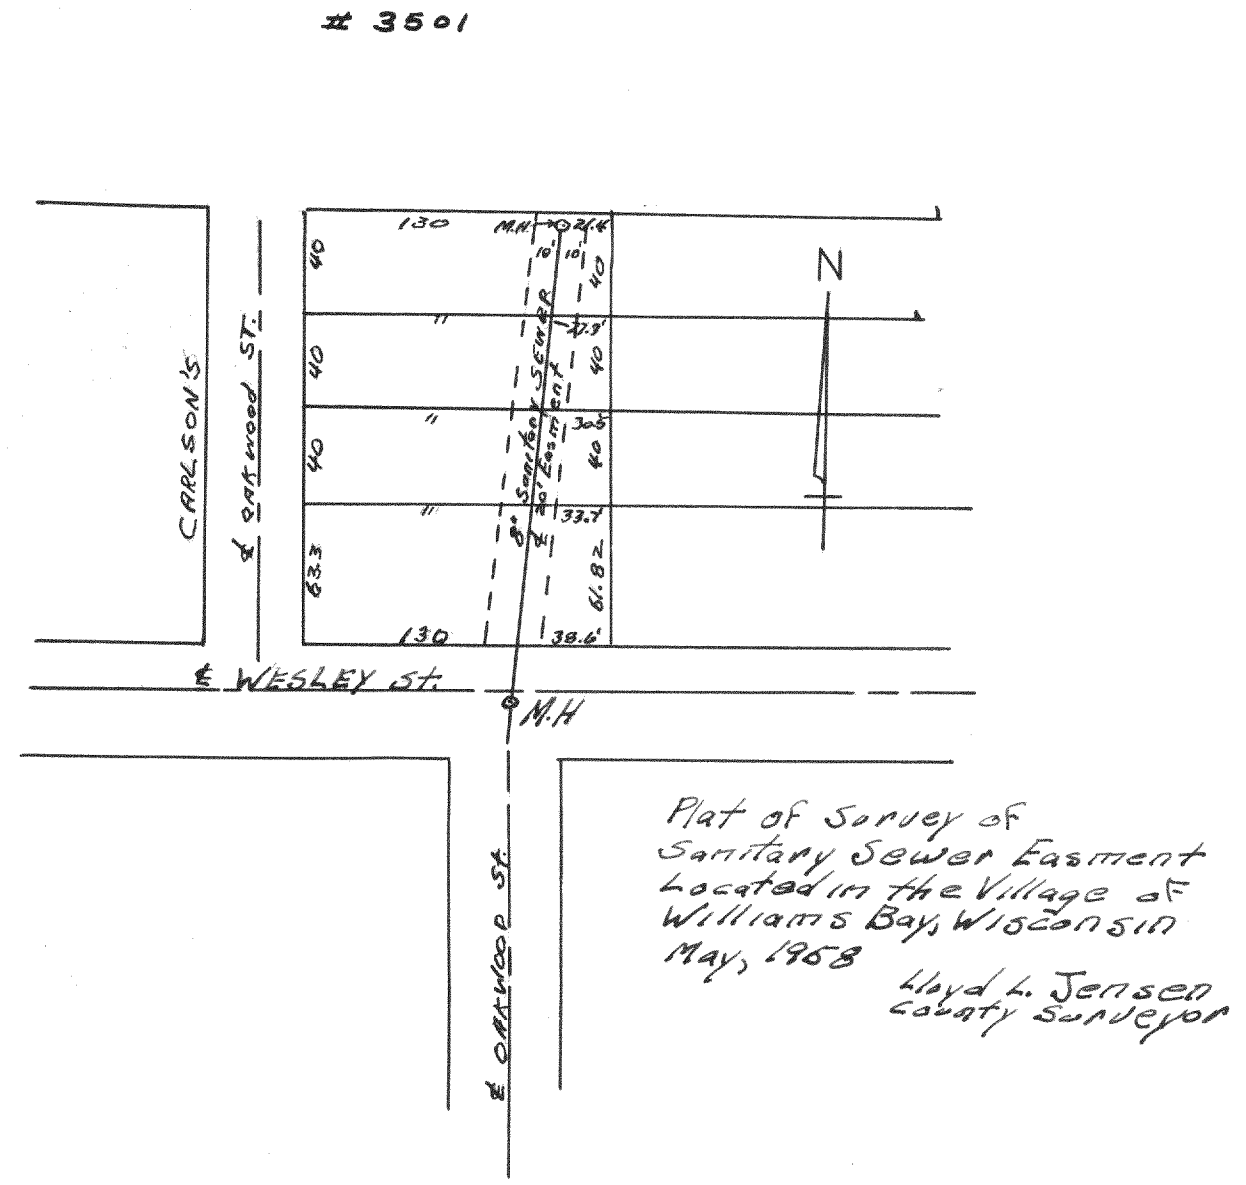 # 3501
130
M.H.
21.4
10' 10'
40
40
"
27.8'
40
40
"
30.5
40
40
"
33.7
63.3
61.82
130
38.6'
CARLSON'S
℄ OAKWOOD ST.
8" Sanitary SEWER
℄ 20' Easment
N
℄ WESLEY St.
M.H
℄ OAKWOOD St.
Plat of Survey of
Sanitary Sewer Easment
Located in the Village of
Williams Bay, Wisconsin
May, 1968
Lloyd L. Jensen
County Surveyor